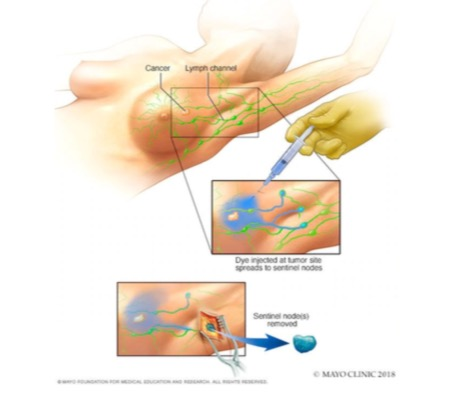 Cancer Lymph channel
Dye injected at tumor site
spreads to sentinel nodes
Sentinel node(s)
removed
© MAYO CLINIC 2018
© MAYO FOUNDATION FOR MEDICAL EDUCATION AND RESEARCH. ALL RIGHTS RESERVED.